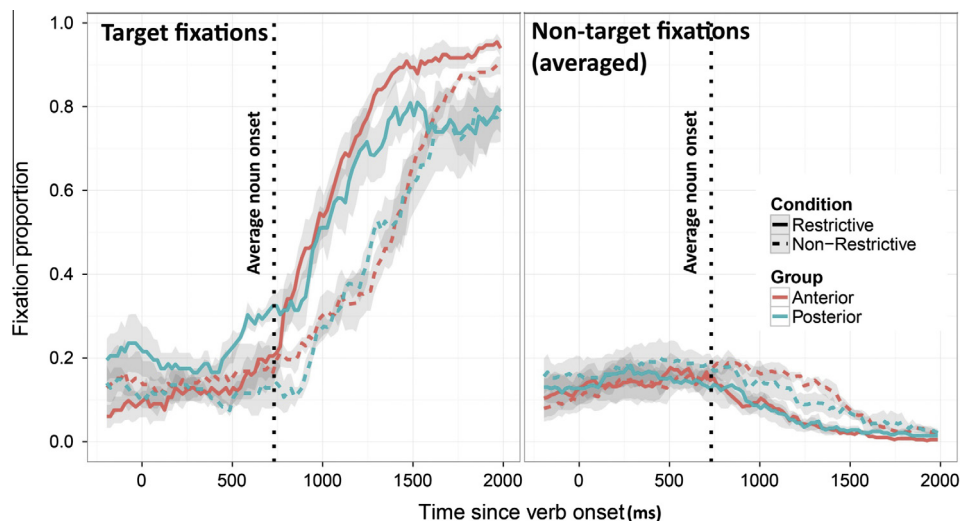 Target fixations
Non-target fixations
(averaged)
Fixation proportion
1.0
0.8
0.6
0.4
0.2
0.0
Average noun onset
Average noun onset
Condition
Restrictive
Non-Restrictive
Group
Anterior
Posterior
0
500
1000
1500
2000
0
500
1000
1500
2000
Time since verb onset(ms)